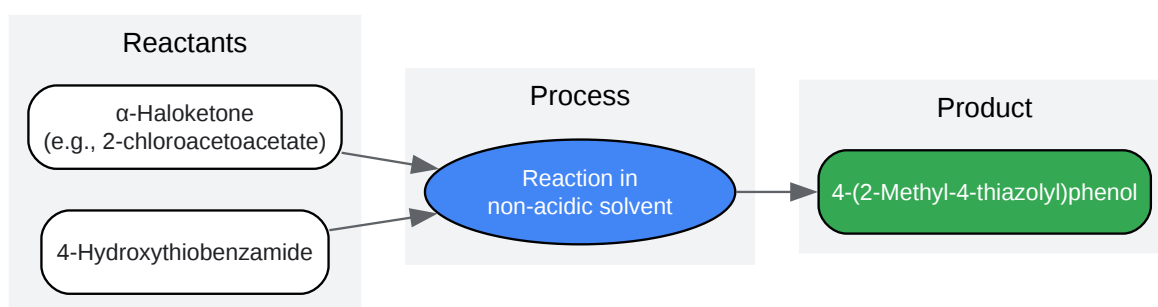 Reactants
α-Haloketone
(e.g., 2-chloroacetoacetate)
4-Hydroxythiobenzamide
Process
Reaction in
non-acidic solvent
Product
4-(2-Methyl-4-thiazolyl)phenol